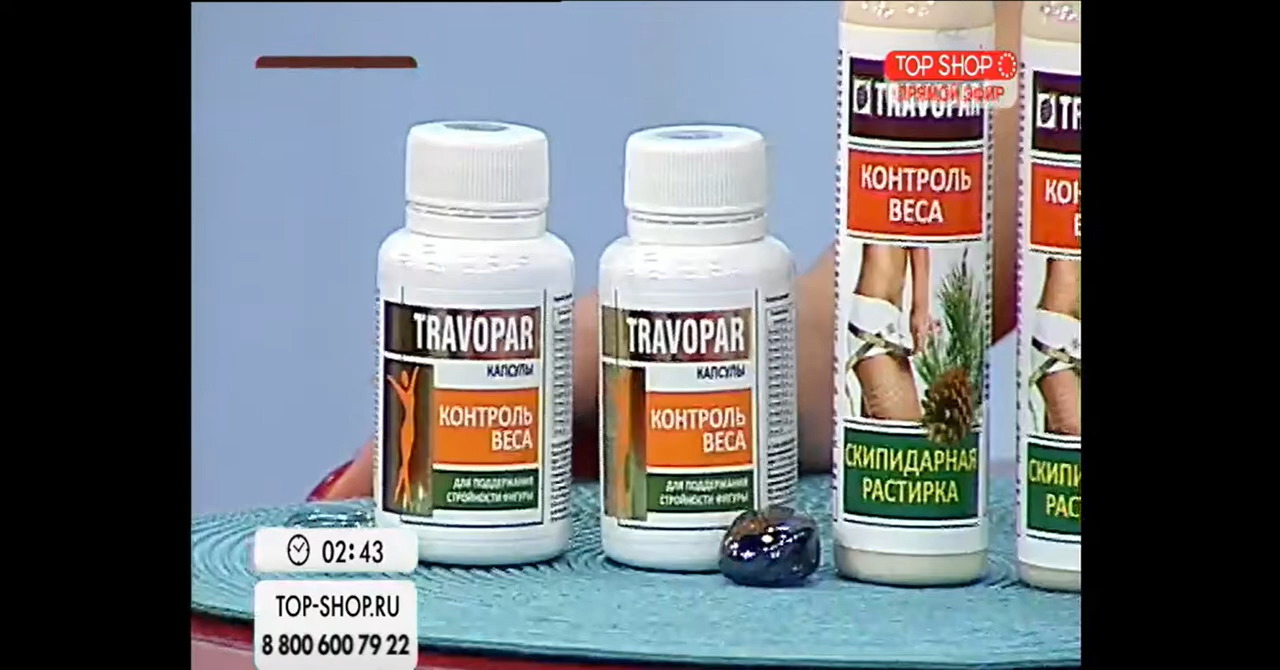 TOP SHOP
ПРЯМОЙ ЭФИР
TRAVOPAR
КОНТРОЛЬ
ВЕСА
СКИПИДАРНАЯ
РАСТИРКА
TRAVOPAR
КАПСУЛЫ
КОНТРОЛЬ
ВЕСА
ДЛЯ ПОДДЕРЖАНИЯ
СТРОЙНОСТИ ФИГУРЫ
TRAVOPAR
КАПСУЛЫ
КОНТРОЛЬ
ВЕСА
ДЛЯ ПОДДЕРЖАНИЯ
СТРОЙНОСТИ ФИГУРЫ
02:43
TOP-SHOP.RU
8 800 600 79 22